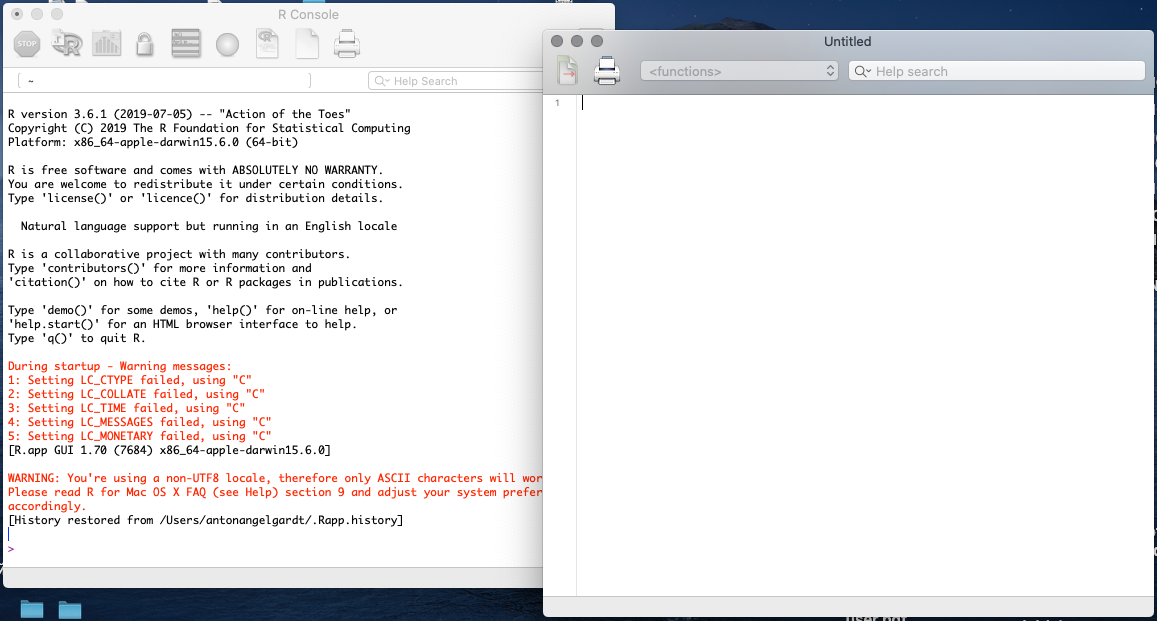 R Console
STOP
~
Help Search
R version 3.6.1 (2019-07-05) -- "Action of the Toes"
Copyright (C) 2019 The R Foundation for Statistical Computing
Platform: x86_64-apple-darwin15.6.0 (64-bit)
R is free software and comes with ABSOLUTELY NO WARRANTY.
You are welcome to redistribute it under certain conditions.
Type 'license()' or 'licence()' for distribution details.
Natural language support but running in an English locale
R is a collaborative project with many contributors.
Type 'contributors()' for more information and
'citation()' on how to cite R or R packages in publications.
Type 'demo()' for some demos, 'help()' for on-line help, or
'help.start()' for an HTML browser interface to help.
Type 'q()' to quit R.
During startup - Warning messages:
1: Setting LC_CTYPE failed, using "C"
2: Setting LC_COLLATE failed, using "C"
3: Setting LC_TIME failed, using "C"
4: Setting LC_MESSAGES failed, using "C"
5: Setting LC_MONETARY failed, using "C"
[R.app GUI 1.70 (7684) x86_64-apple-darwin15.6.0]
WARNING: You're using a non-UTF8 locale, therefore only ASCII characters will wor
Please read R for Mac OS X FAQ (see Help) section 9 and adjust your system prefer
accordingly.
[History restored from /Users/antonangelgardt/.Rapp.history]
>
Untitled
<functions>
Help search
1